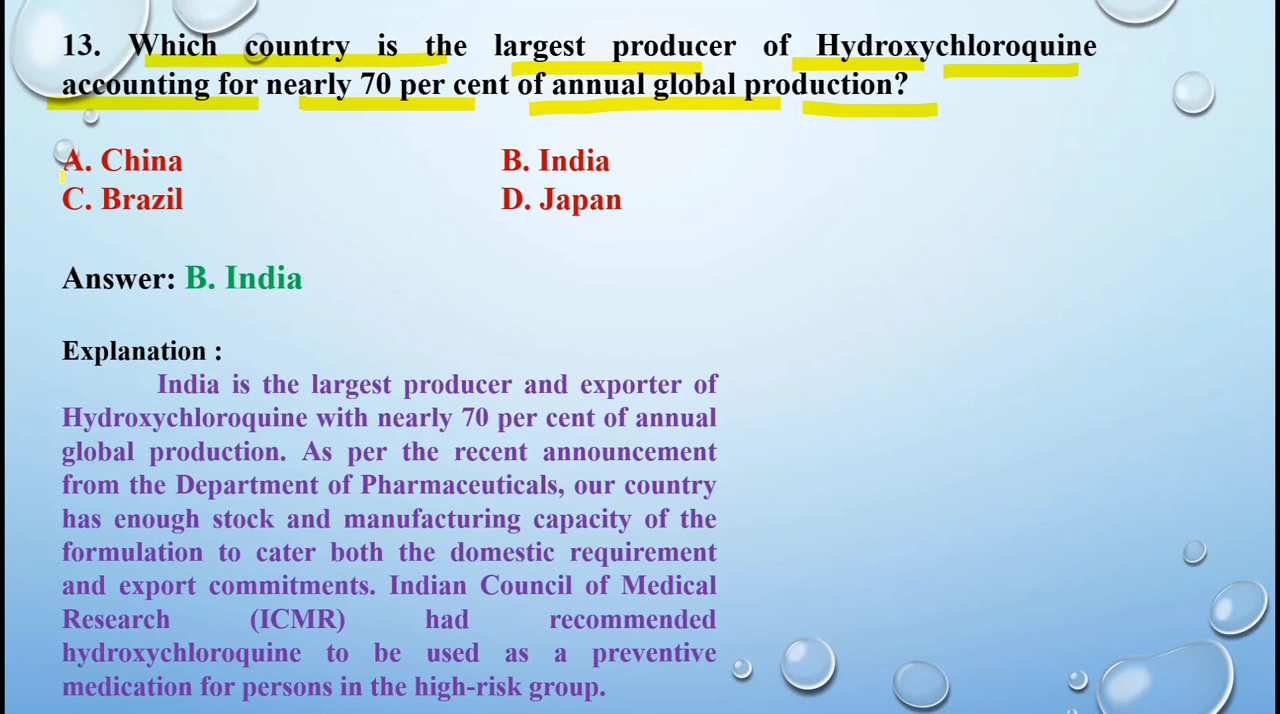 13. Which country is the largest producer of Hydroxychloroquine
accounting for nearly 70 per cent of annual global production?
A. China B. India
C. Brazil D. Japan
Answer: B. India
Explanation :
India is the largest producer and exporter of
Hydroxychloroquine with nearly 70 per cent of annual
global production. As per the recent announcement
from the Department of Pharmaceuticals, our country
has enough stock and manufacturing capacity of the
formulation to cater both the domestic requirement
and export commitments. Indian Council of Medical
Research (ICMR) had recommended
hydroxychloroquine to be used as a preventive
medication for persons in the high-risk group.